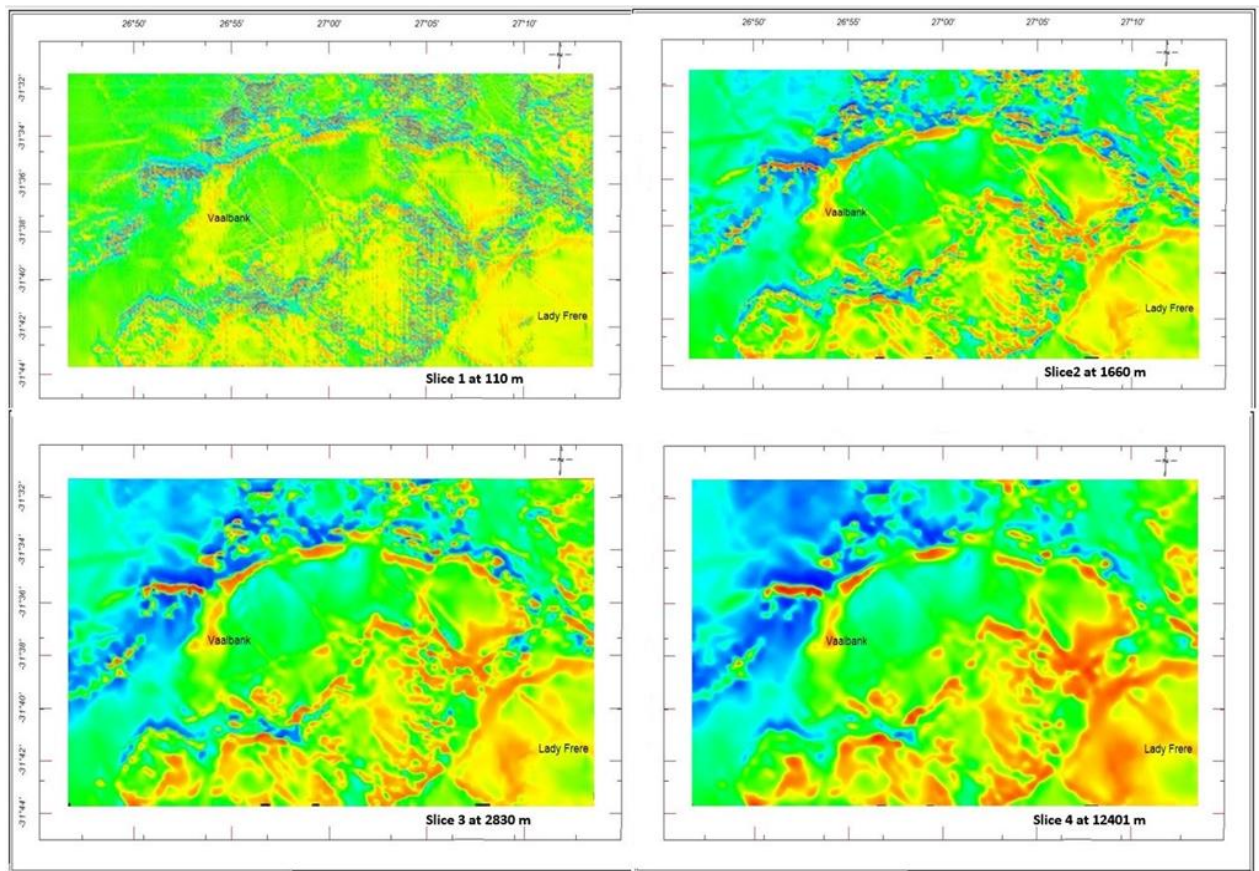 26°50' 26°55' 27°00' 27°05' 27°10' 26°50' 26°55' 27°00' 27°05' 27°10'
-31°32'
-31°34'
-31°36'
Vaalbank
Vaalbank
-31°38'
-31°40'
Lady Frere
Lady Frere
-31°42'
-31°44'
Slice 1 at 110 m
Slice2 at 1660 m
-31°32'
-31°34'
-31°36'
Vaalbank
Vaalbank
-31°38'
-31°40'
Lady Frere
Lady Frere
-31°42'
-31°44'
Slice 3 at 2830 m
Slice 4 at 12401 m